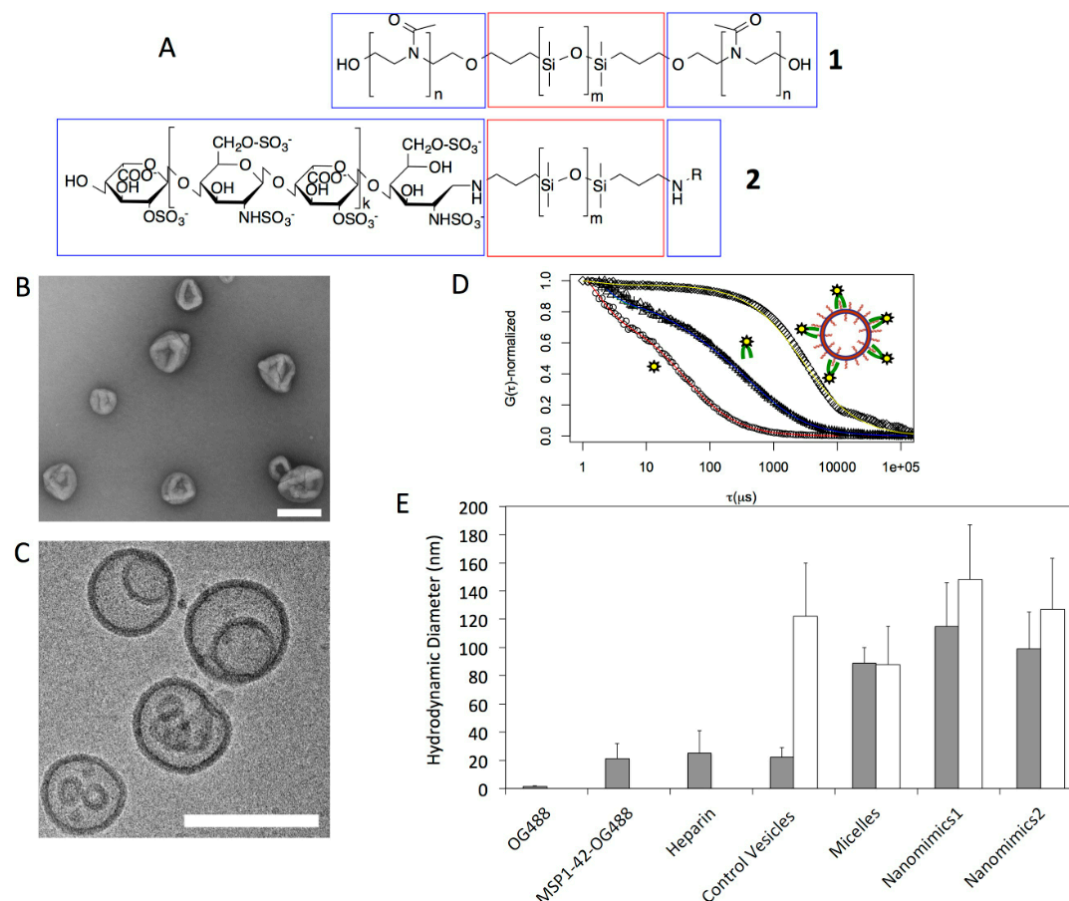 A
O
N
HO
n
O
Si
O
Si
m
O
O
N
OH
n
1
CH₂O-SO₃⁻
CH₂O-SO₃⁻
O
COO⁻
OH
HO
O
O
OH
O
O
COO⁻
OH
O
OH
OH
OSO₃⁻
NHSO₃⁻
OSO₃⁻
k
NHSO₃⁻
N
H
Si
O
Si
m
N
H
R
2
B
C
D
G(τ)-normalized
1.0
0.8
0.6
0.4
0.2
0.0
1
10
100
1000
10000
1e+05
τ(μs)
E
Hydrodynamic Diameter (nm)
200
180
160
140
120
100
80
60
40
20
0
OG488
MSP1-42-OG488
Heparin
Control Vesicles
Micelles
Nanomimics1
Nanomimics2